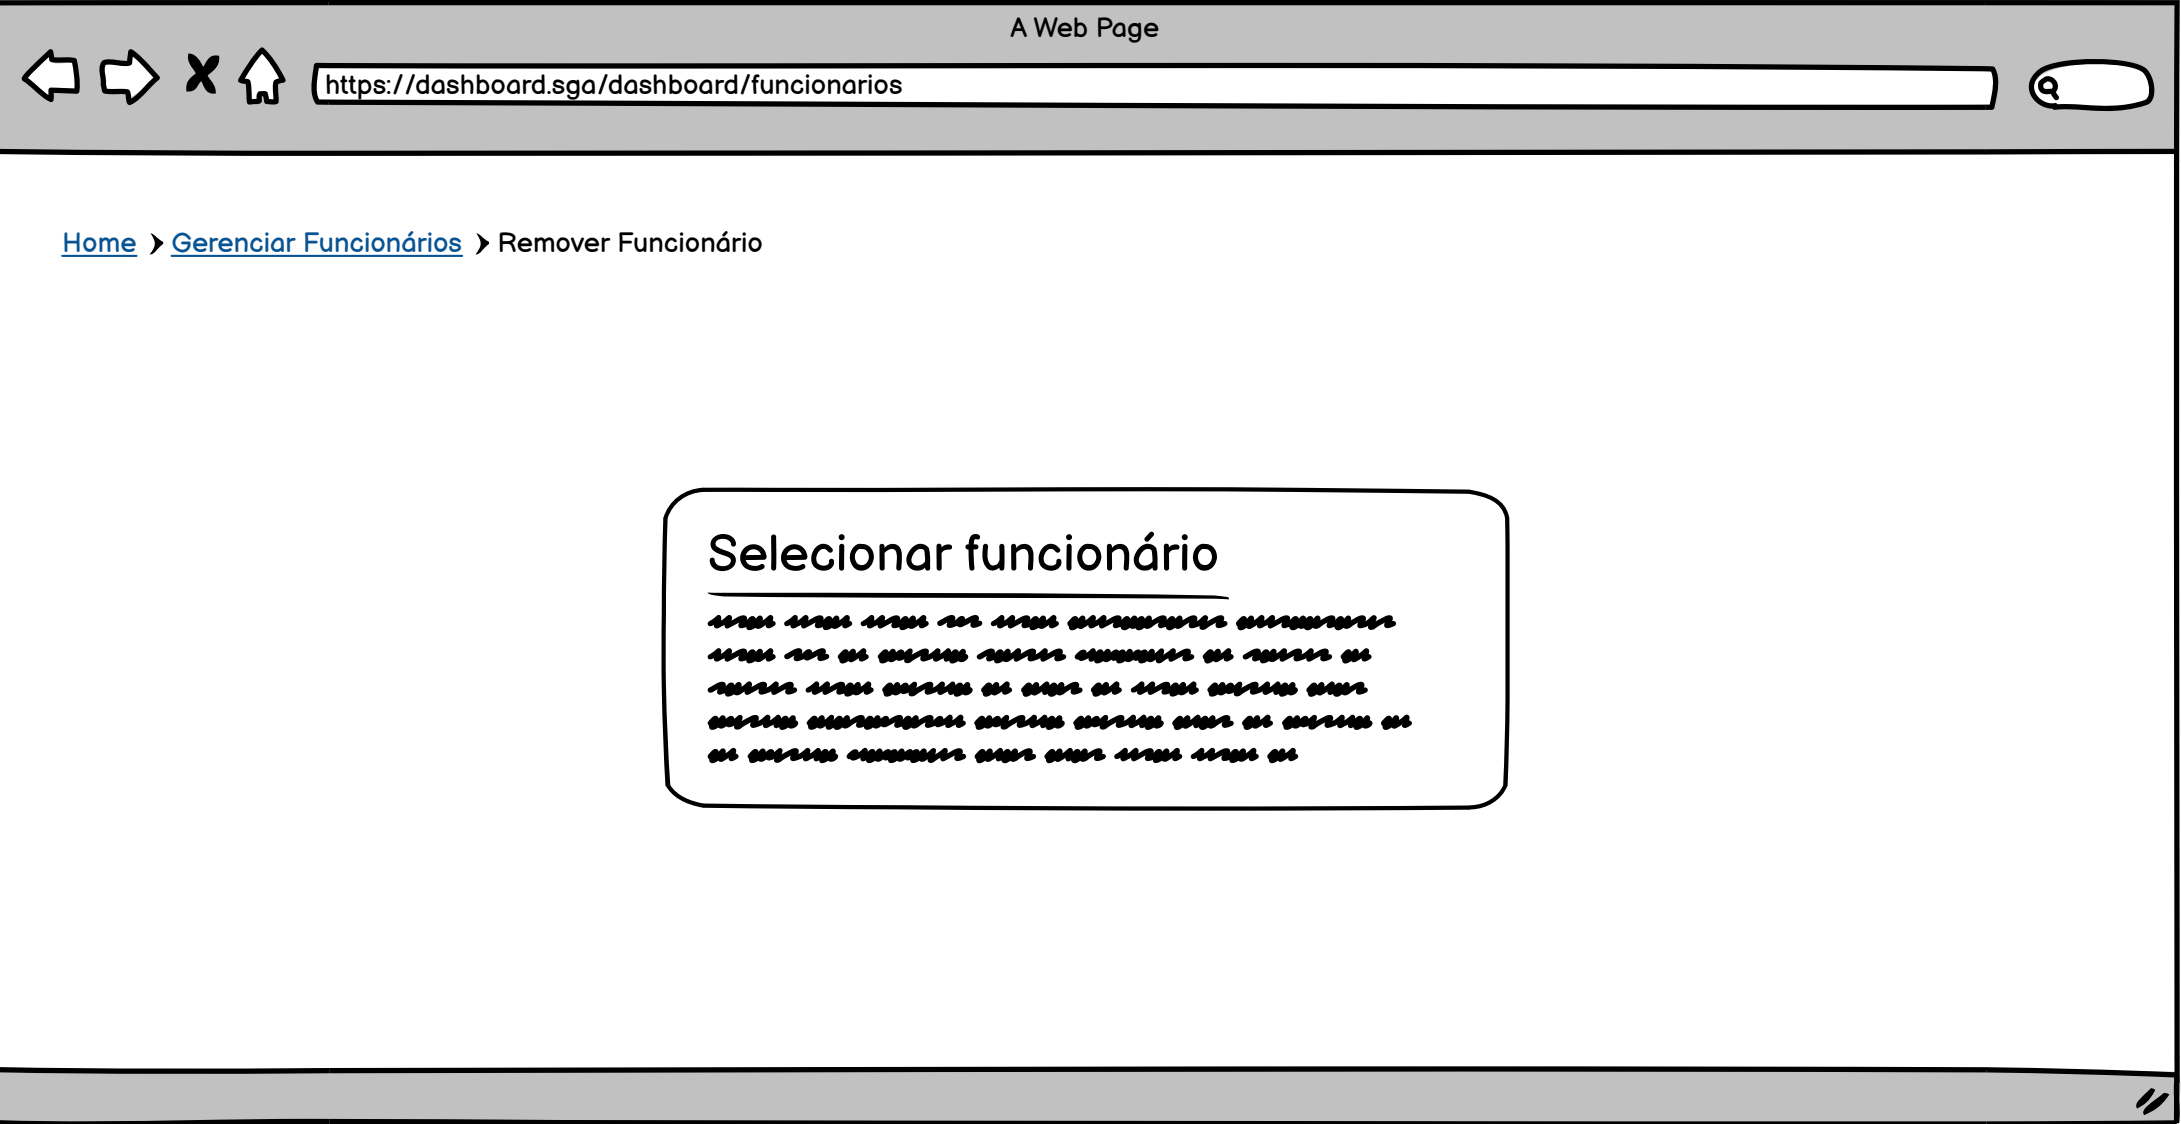 A Web Page
https://dashboard.sga/dashboard/funcionarios
Home Gerenciar Funcionários Remover Funcionário
Selecionar funcionário